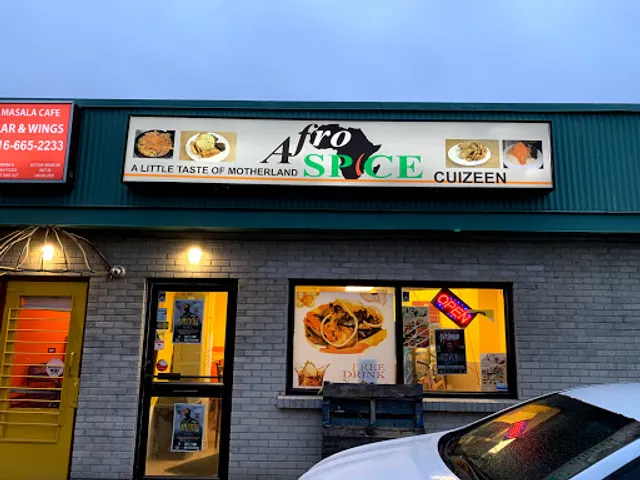 MASALA CAFE
AR & WINGS
16-665-2233
Afro
SPICE
A LITTLE TASTE OF MOTHERLAND
CUIZEEN
OPEN
FREE
DRINK